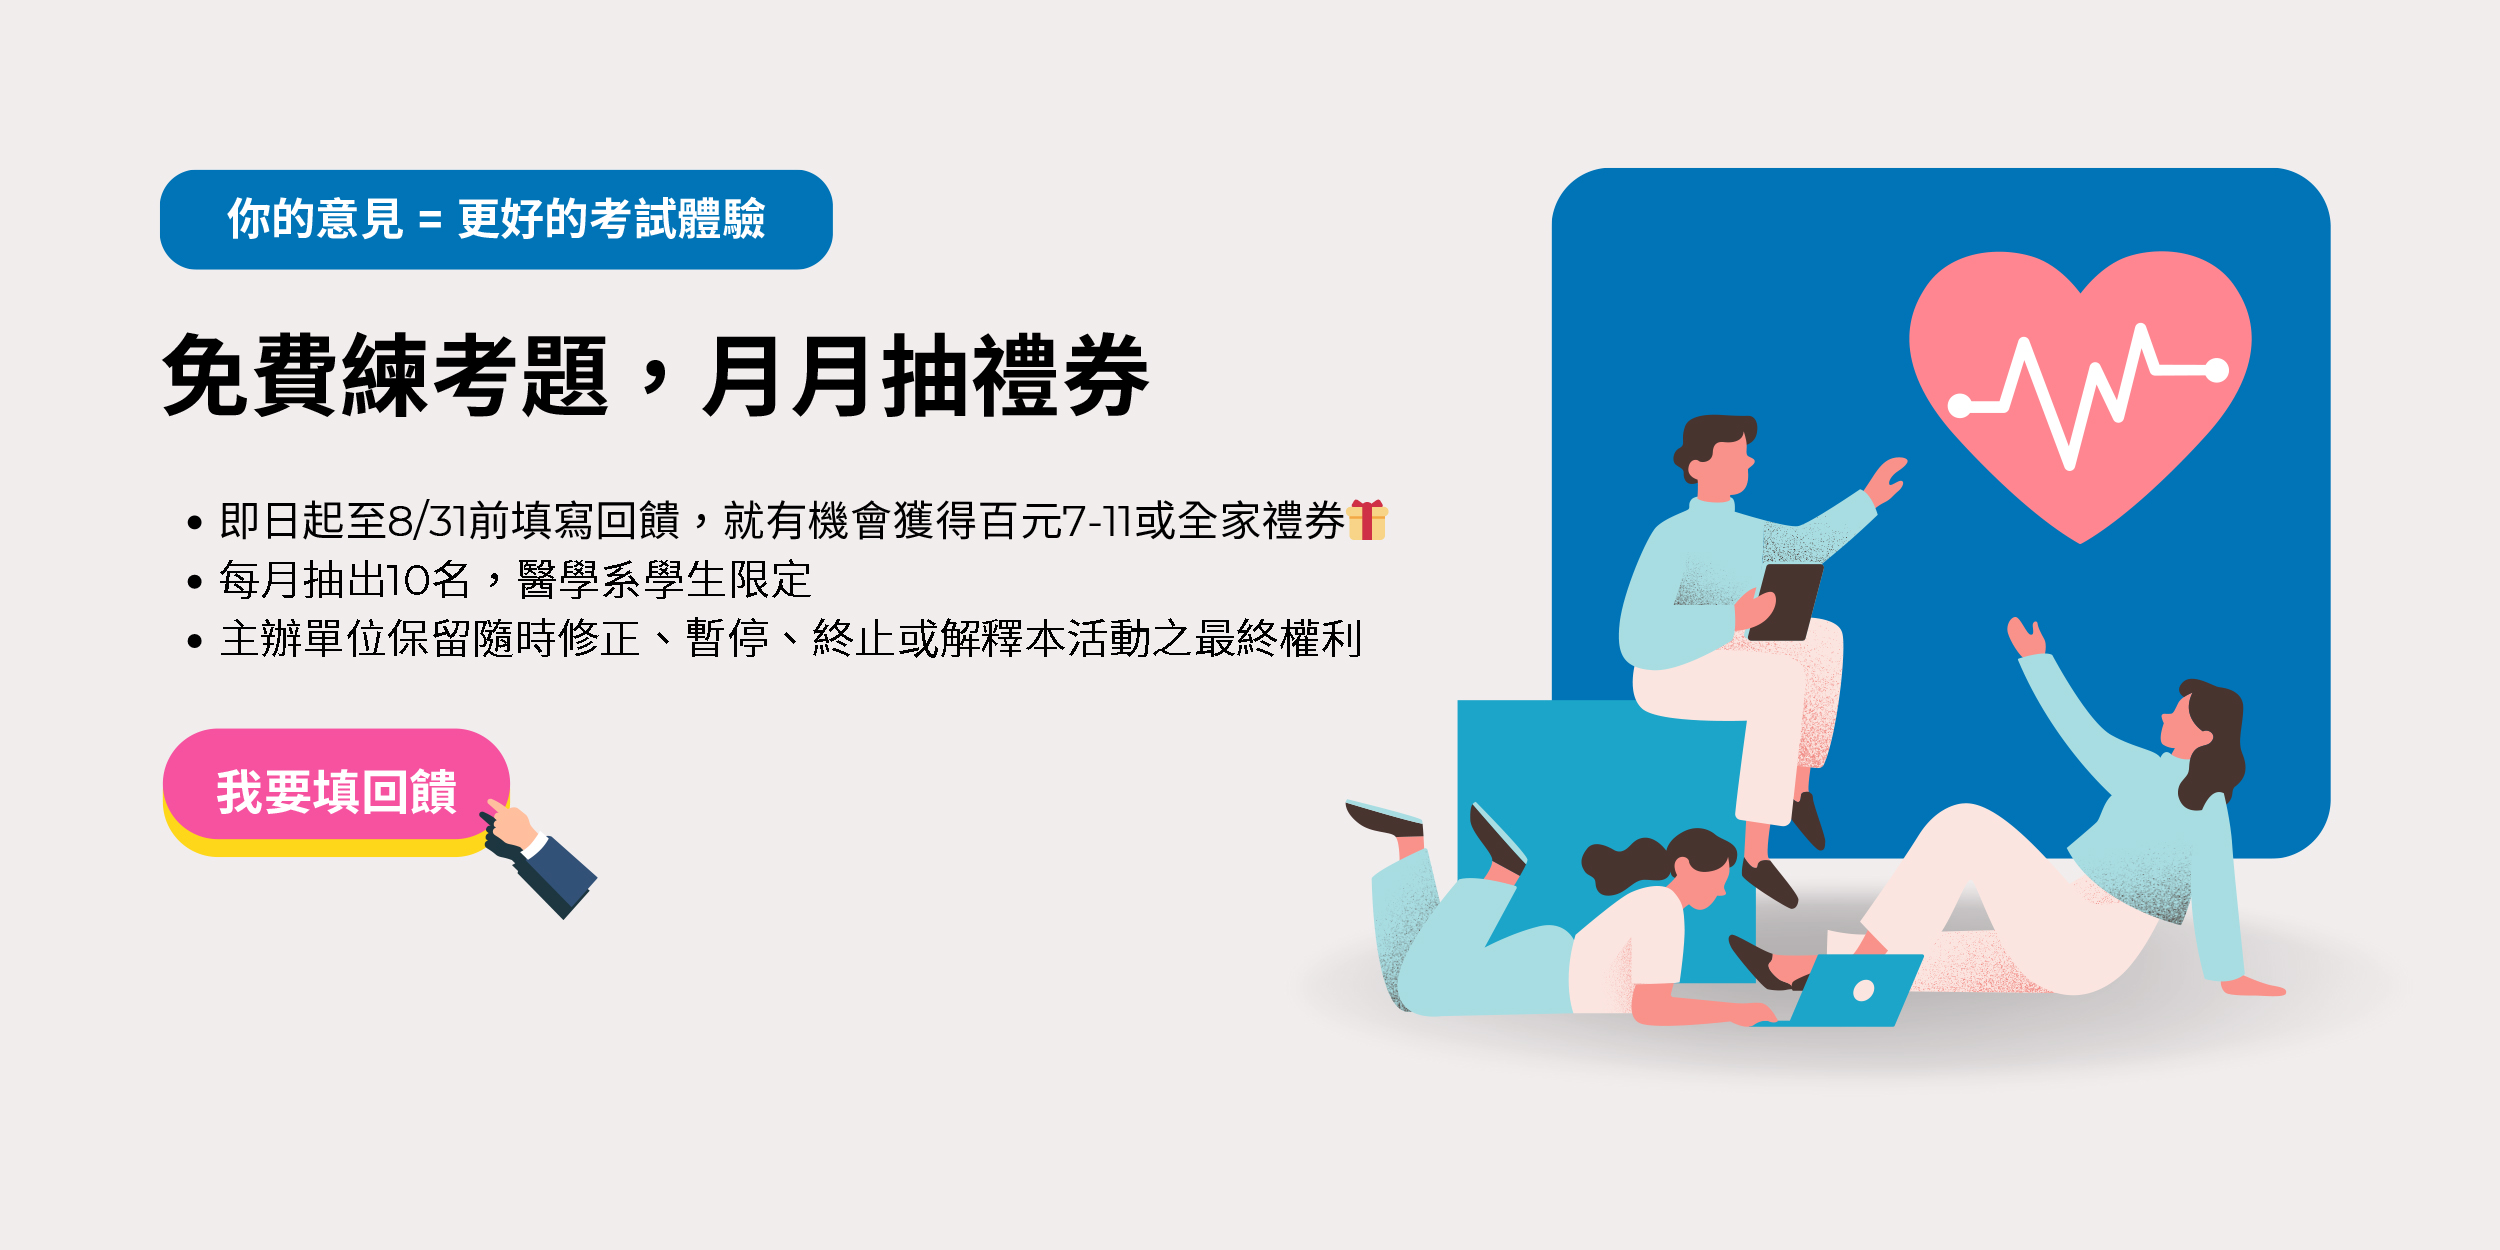 你的意見 = 更好的考試體驗
免費練考題，月月抽禮券
• 即日起至8/31前填寫回饋，就有機會獲得百元7-11或全家禮券🎁
• 每月抽出10名，醫學系學生限定
• 主辦單位保留隨時修正、暫停、終止或解釋本活動之最終權利
我要填回饋